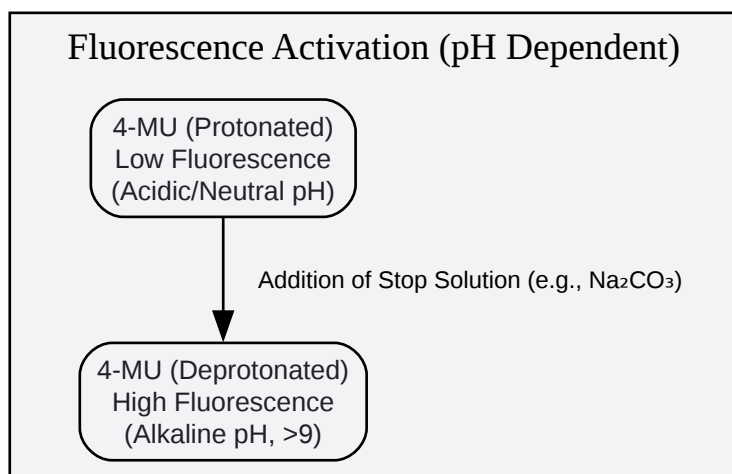 Fluorescence Activation (pH Dependent)
4-MU (Protonated)
Low Fluorescence
(Acidic/Neutral pH)
Addition of Stop Solution (e.g., Na₂CO₃)
4-MU (Deprotonated)
High Fluorescence
(Alkaline pH, >9)